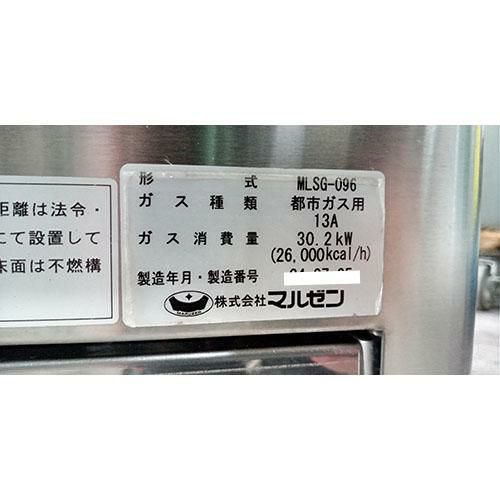 形式 MLSG-096
ガス種類 都市ガス用
13A
ガス消費量 30.2kW
(26,000kcal/h)
製造年月・製造番号
MARUZEN 株式会社マルゼン
距離は法令・
にて設置して
床面は不燃構